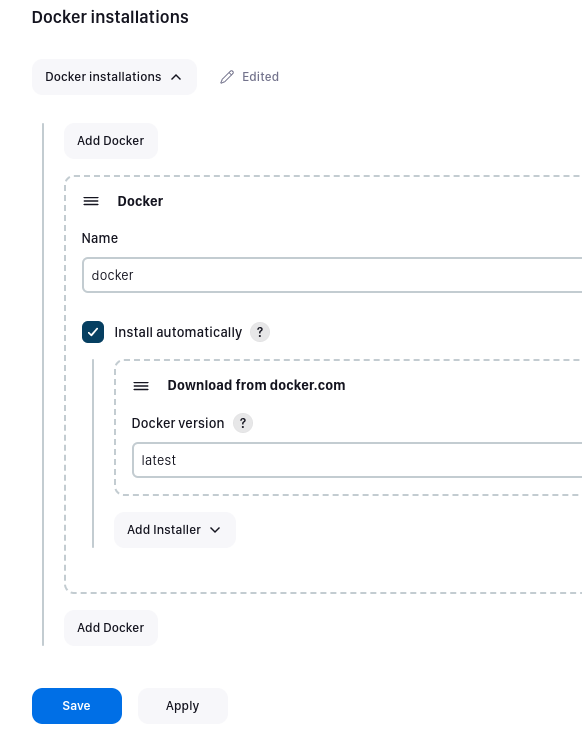 Docker installations
Docker installations
Edited
Add Docker
Docker
Name
docker
Install automatically ?
Download from docker.com
Docker version ?
latest
Add Installer
Add Docker
Save
Apply